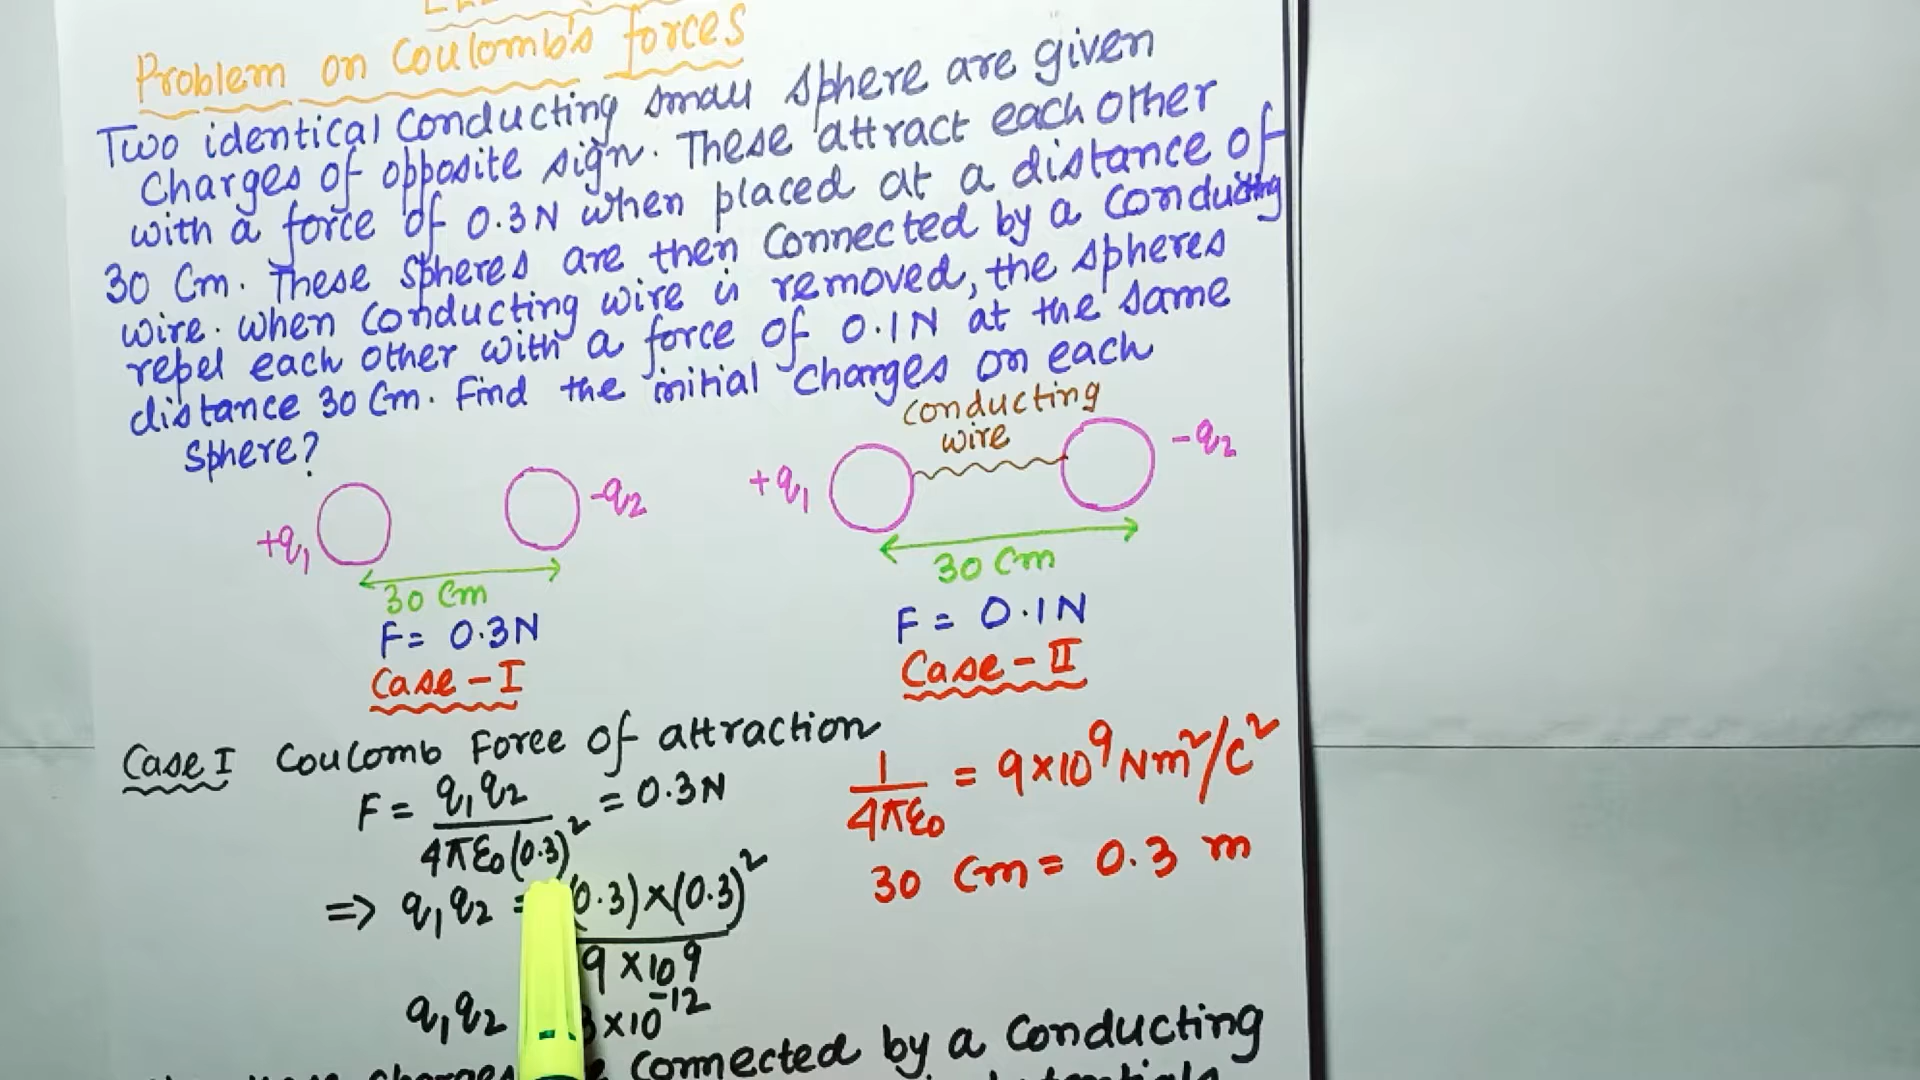 Problem on Coulomb's forces
Two identical conducting small sphere are given
charges of opposite sign. These attract each other
with a force of 0.3N when placed at a distance of
30 Cm. These spheres are then connected by a conducting
wire. when conducting wire is removed, the spheres
repel each other with a force of 0.1N at the same
distance 30 Cm. Find the initial charges on each
sphere?
conducting
wire
+q₁
-q₂
+q₁
-q₂
30 Cm
30 Cm
F = 0.3N
F = 0.1N
Case-I
Case-II
Case I Coulomb Force of attraction
F = q₁q₂ / 4πε₀(0.3)² = 0.3N
1/4πε₀ = 9×10⁹ Nm²/C²
30 Cm = 0.3 m
=> q₁q₂ = (0.3)×(0.3)² / 9×10⁹
q₁q₂ 3×10⁻¹²
charges connected by a conducting